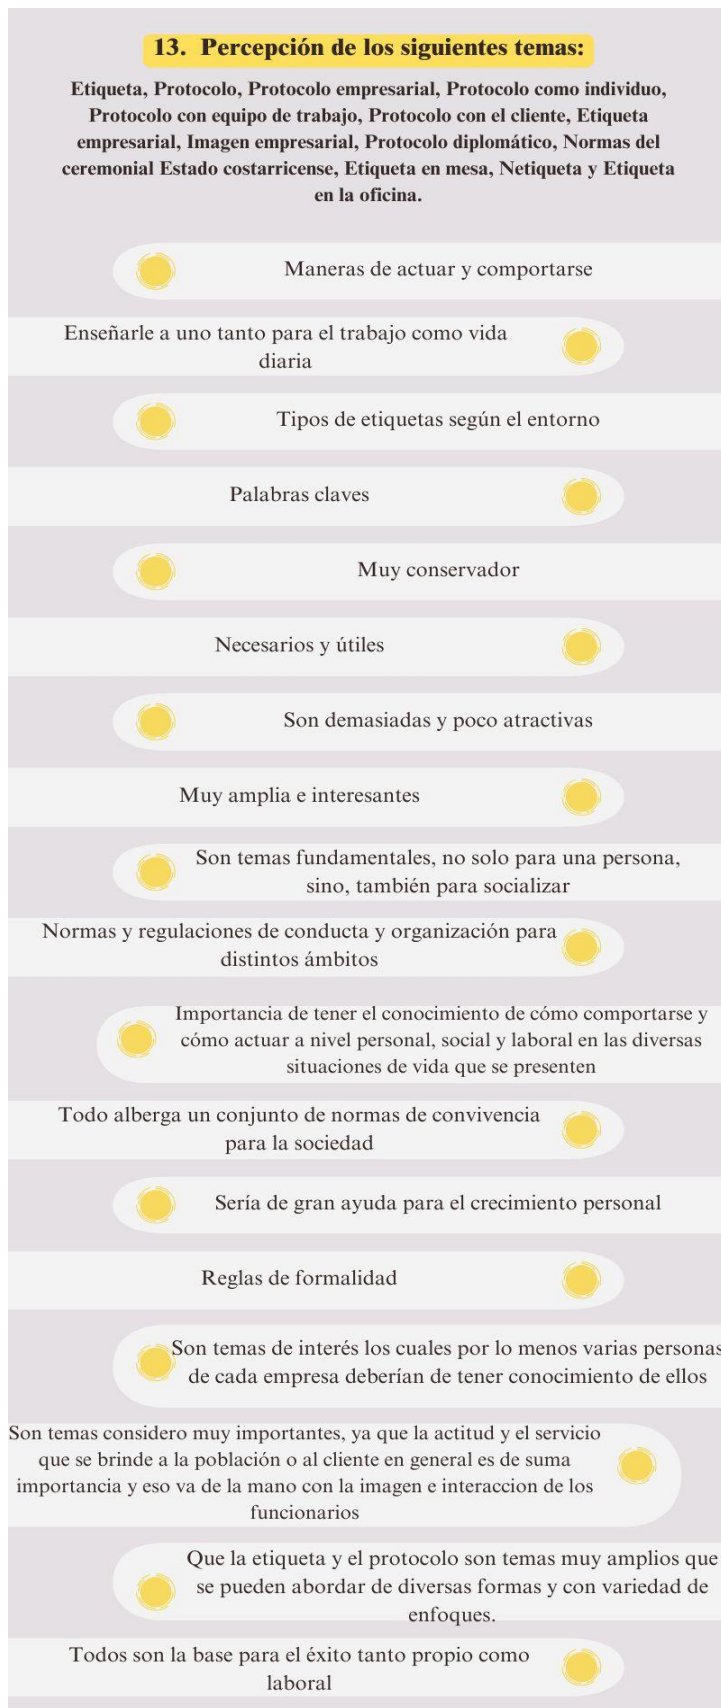 13. Percepción de los siguientes temas:
Etiqueta, Protocolo, Protocolo empresarial, Protocolo como individuo,
Protocolo con equipo de trabajo, Protocolo con el cliente, Etiqueta
empresarial, Imagen empresarial, Protocolo diplomático, Normas del
ceremonial Estado costarricense, Etiqueta en mesa, Netiqueta y Etiqueta
en la oficina.
Maneras de actuar y comportarse
Enseñarle a uno tanto para el trabajo como vida
diaria
Tipos de etiquetas según el entorno
Palabras claves
Muy conservador
Necesarios y útiles
Son demasiadas y poco atractivas
Muy amplia e interesantes
Son temas fundamentales, no solo para una persona,
sino, también para socializar
Normas y regulaciones de conducta y organización para
distintos ámbitos
Importancia de tener el conocimiento de cómo comportarse y
cómo actuar a nivel personal, social y laboral en las diversas
situaciones de vida que se presenten
Todo alberga un conjunto de normas de convivencia
para la sociedad
Sería de gran ayuda para el crecimiento personal
Reglas de formalidad
Son temas de interés los cuales por lo menos varias personas
de cada empresa deberían de tener conocimiento de ellos
Son temas considero muy importantes, ya que la actitud y el servicio
que se brinde a la población o al cliente en general es de suma
importancia y eso va de la mano con la imagen e interaccion de los
funcionarios
Que la etiqueta y el protocolo son temas muy amplios que
se pueden abordar de diversas formas y con variedad de
enfoques.
Todos son la base para el éxito tanto propio como
laboral